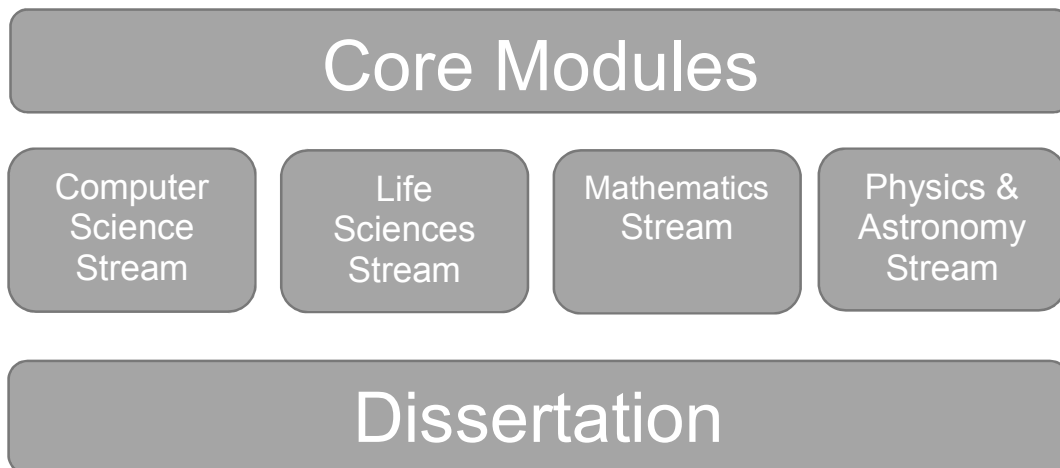 Core Modules
Computer
Science
Stream
Life
Sciences
Stream
Mathematics
Stream
Physics &
Astronomy
Stream
Dissertation